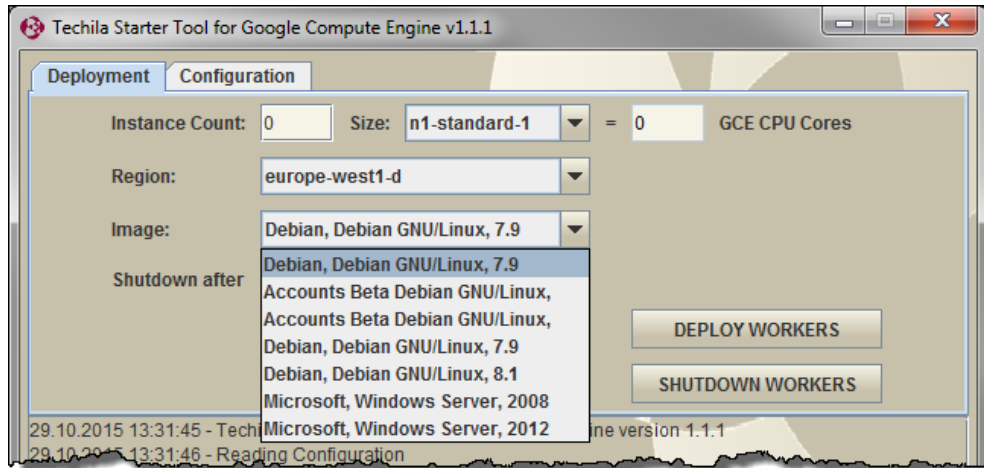 Techila Starter Tool for Google Compute Engine v1.1.1
Deployment Configuration
Instance Count: 0 Size: n1-standard-1 = 0 GCE CPU Cores
Region: europe-west1-d
Image: Debian, Debian GNU/Linux, 7.9
Debian, Debian GNU/Linux, 7.9
Shutdown after
Accounts Beta Debian GNU/Linux,
Accounts Beta Debian GNU/Linux,
DEPLOY WORKERS
Debian, Debian GNU/Linux, 7.9
Debian, Debian GNU/Linux, 8.1
SHUTDOWN WORKERS
Microsoft, Windows Server, 2008
Microsoft, Windows Server, 2012
29.10.2015 13:31:45 - Techi ine version 1.1.1
29.10.2015 13:31:46 - Reading Configuration